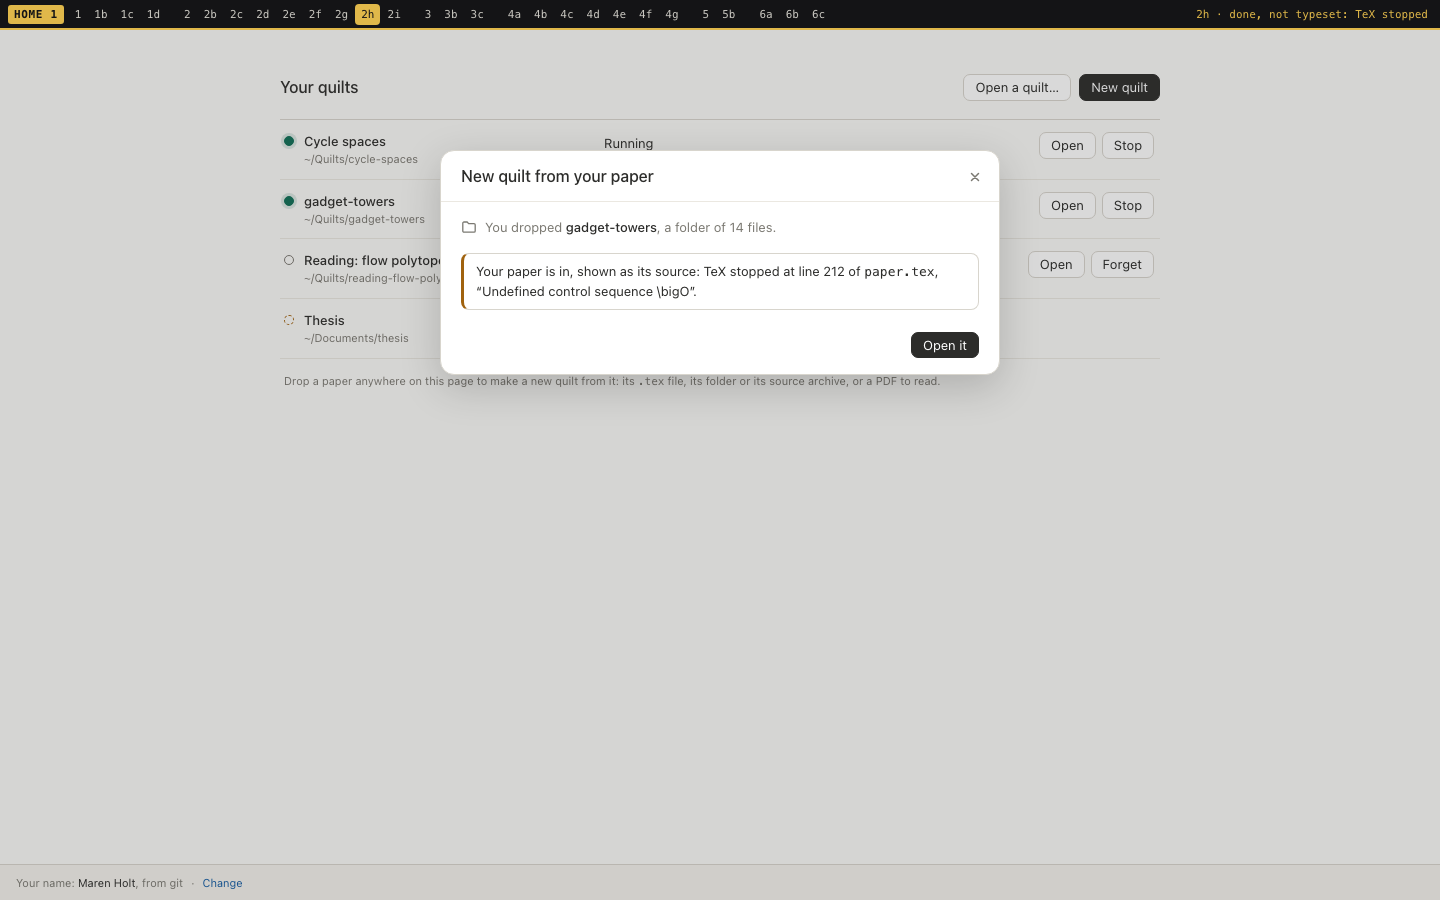 HOME 1 1 1b 1c 1d 2 2b 2c 2d 2e 2f 2g 2h 2i 3 3b 3c 4a 4b 4c 4d 4e 4f 4g 5 5b 6a 6b 6c 2h · done, not typeset: TeX stopped
Your quilts Open a quilt… New quilt
Cycle spaces Running Open Stop
~/Quilts/cycle-spaces
gadget-towers Open Stop
~/Quilts/gadget-towers
Reading: flow polytope Open Forget
~/Quilts/reading-flow-poly
Thesis
~/Documents/thesis
New quilt from your paper ×
You dropped gadget-towers, a folder of 14 files.
Your paper is in, shown as its source: TeX stopped at line 212 of paper.tex,
“Undefined control sequence \bigO”.
Open it
Drop a paper anywhere on this page to make a new quilt from it: its .tex file, its folder or its source archive, or a PDF to read.
Your name: Maren Holt, from git · Change